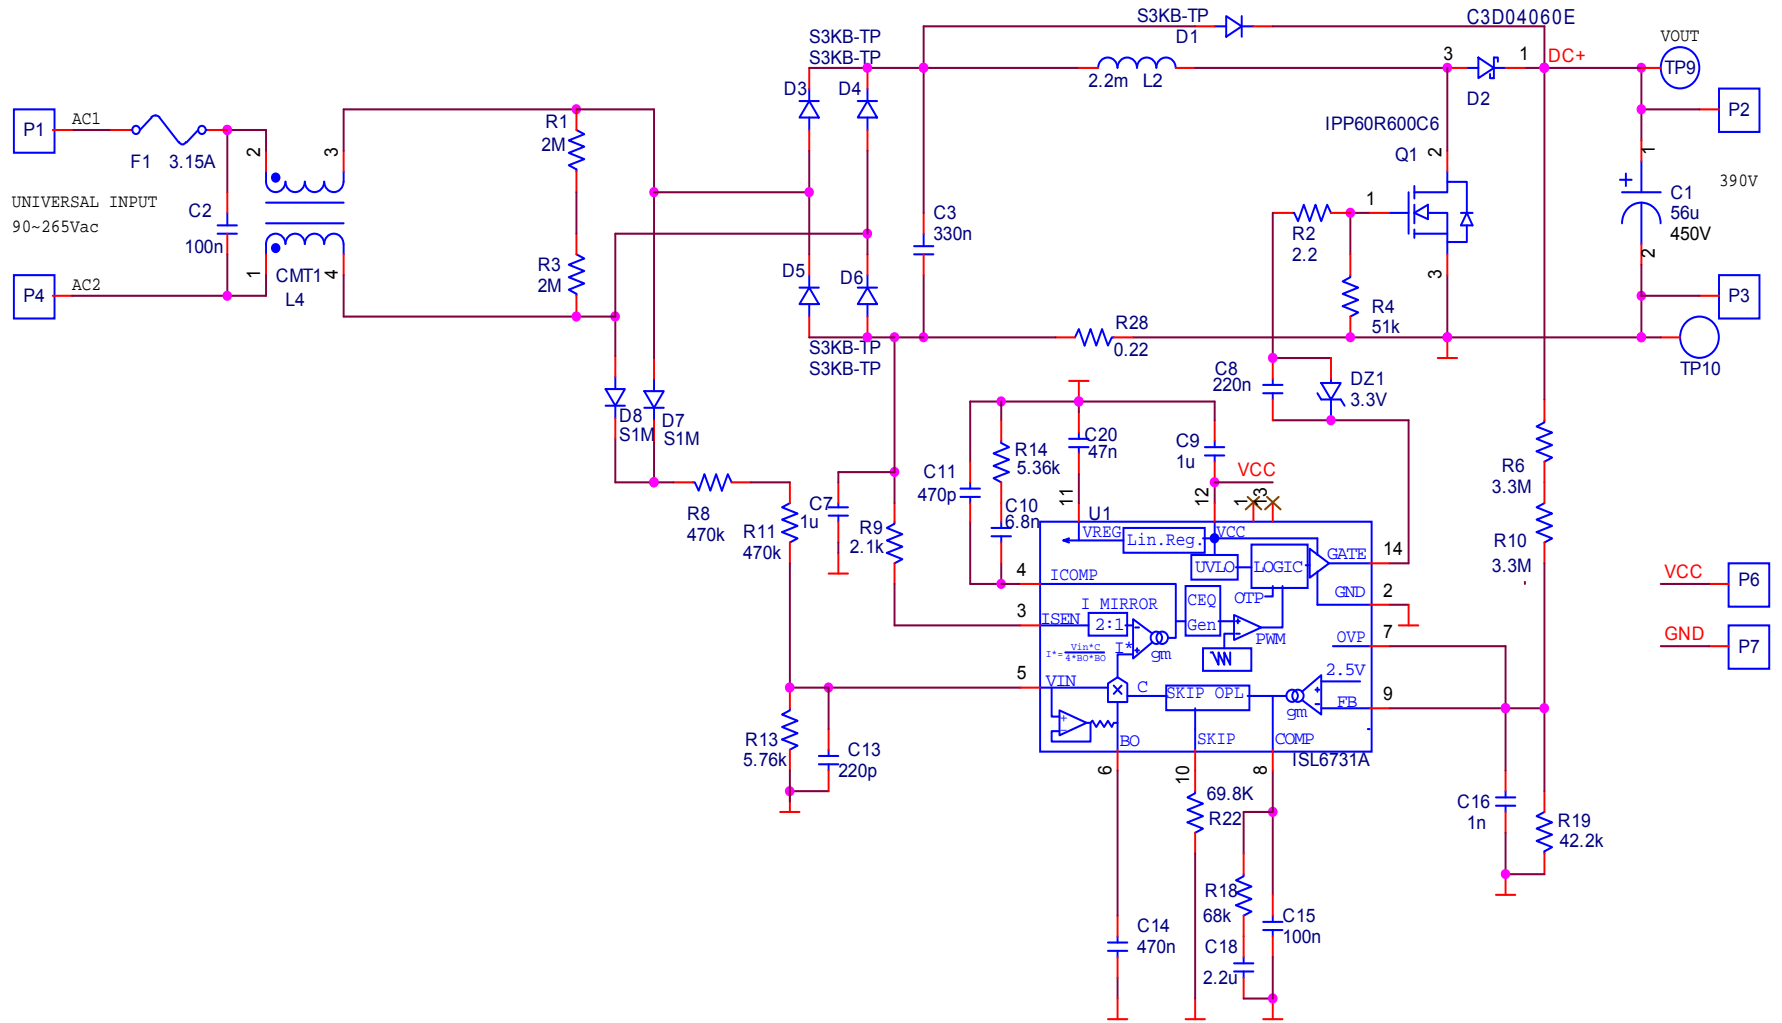 S3KB-TP
D1
C3D04060E
S3KB-TP
S3KB-TP
VOUT
TP9
3
1
DC+
D3
D4
2.2m
L2
D2
P1
AC1
F1
3.15A
2
3
R1
2M
IPP60R600C6
Q1
2
P2
1
UNIVERSAL INPUT
90~265Vac
C2
100n
C3
330n
1
R2
2.2
C1
56u
450V
390V
P4
AC2
1
CMT1
4
L4
R3
2M
D5
D6
3
2
P3
R4
51k
R28
0.22
S3KB-TP
S3KB-TP
TP10
C8
220n
DZ1
3.3V
D8
S1M
D7
S1M
R14
5.36k
C20
47n
C9
1u
VCC
C11
470p
R6
3.3M
11
12
1
13
R8
470k
R11
470k
C7
1u
R9
2.1k
C10
6.8n
U1
VREG
Lin.Reg.
VCC
R10
3.3M
4
ICOMP
UVLO
LOGIC
GATE
14
VCC
P6
OTP
GND
2
3
ISEN
I MIRROR
2:1
CEQ
Gen
PWM
OVP
7
GND
P7
I*=Vin*C/4*BO*BO
I*
gm
2.5V
5
VIN
C
SKIP
OPL
gm
FB
9
R13
5.76k
C13
220p
BO
SKIP
COMP
ISL6731A
6
10
8
69.8K
R22
C16
1n
R19
42.2k
R18
68k
C14
470n
C15
100n
C18
2.2u